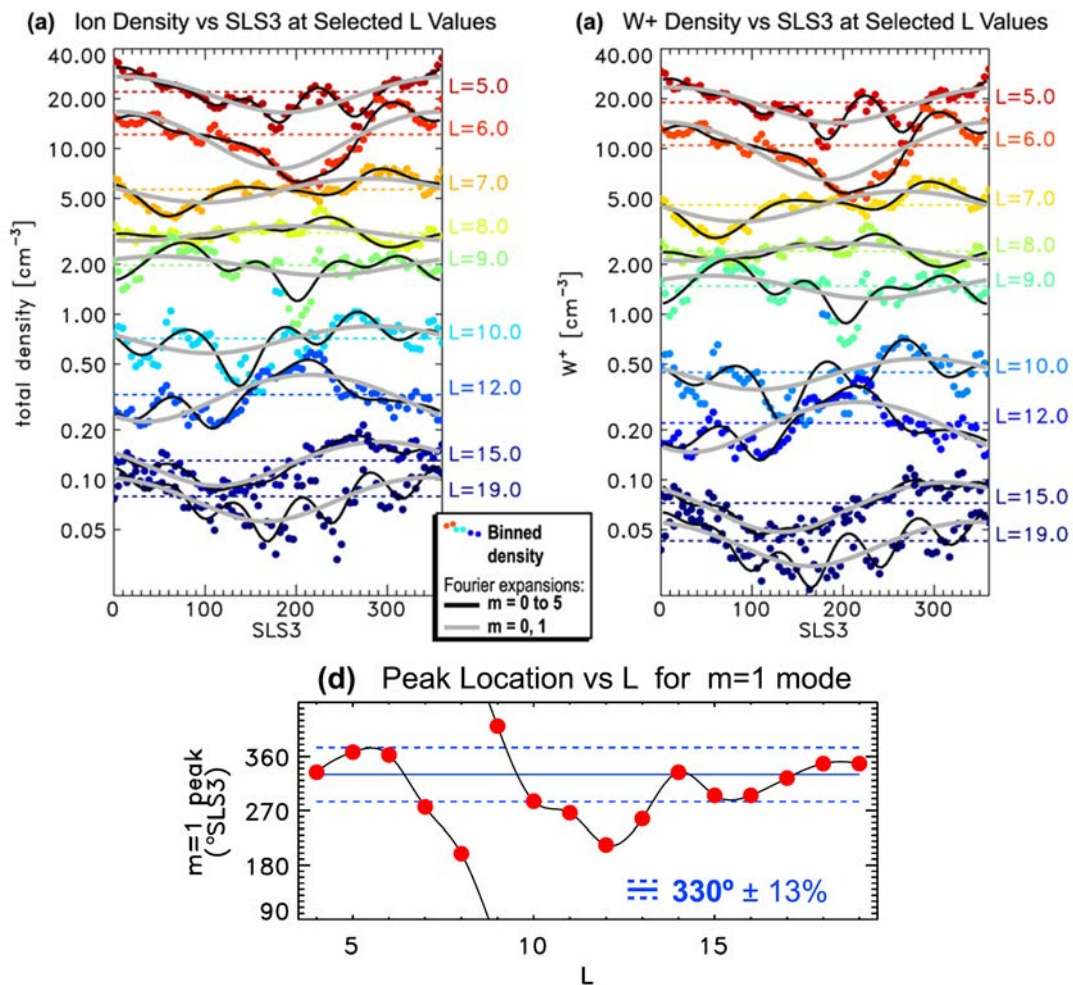 (a) Ion Density vs SLS3 at Selected L Values
40.00
20.00
10.00
5.00
2.00
1.00
0.50
0.20
0.10
0.05
total density [cm⁻³]
L=5.0
L=6.0
L=7.0
L=8.0
L=9.0
L=10.0
L=12.0
L=15.0
L=19.0
0 100 200 300
SLS3
(a) W+ Density vs SLS3 at Selected L Values
40.00
20.00
10.00
5.00
2.00
1.00
0.50
0.20
0.10
0.05
W⁺ [cm⁻³]
L=5.0
L=6.0
L=7.0
L=8.0
L=9.0
L=10.0
L=12.0
L=15.0
L=19.0
0 100 200 300
SLS3
Binned
density
Fourier expansions:
m = 0 to 5
m = 0, 1
(d) Peak Location vs L for m=1 mode
m=1 peak
(°SLS3)
360
270
180
90
330º ± 13%
5 10 15
L